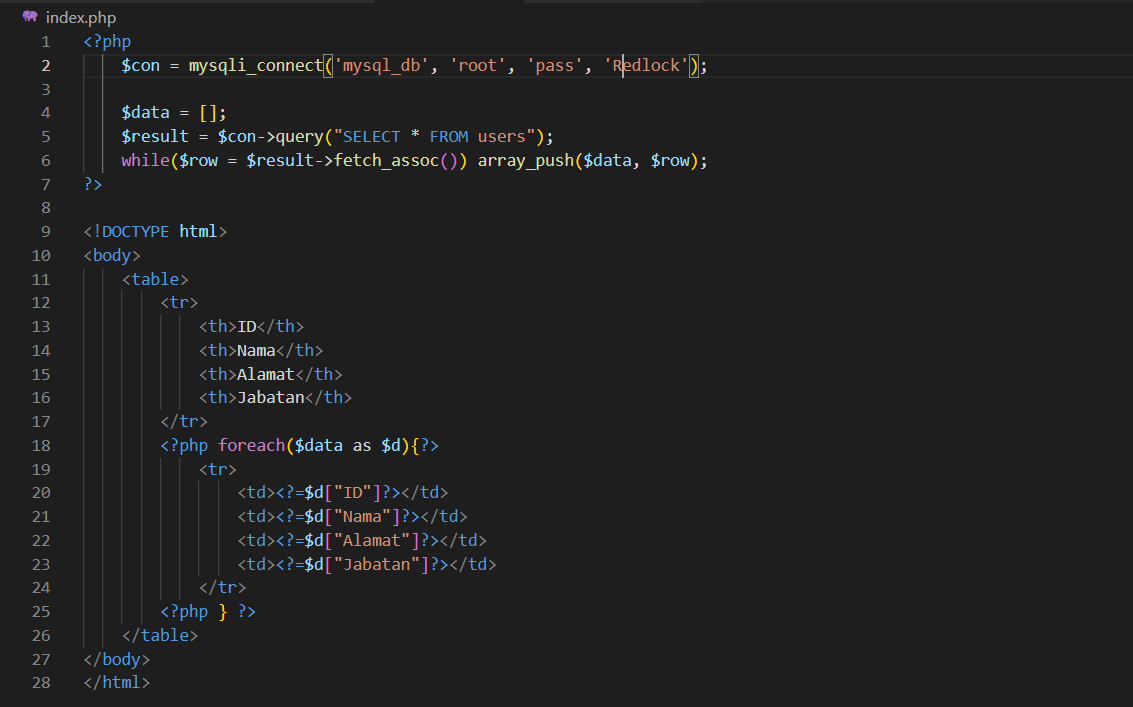 index.php
1 <?php
2 $con = mysqli_connect('mysql_db', 'root', 'pass', 'Redlock');
3
4 $data = [];
5 $result = $con->query("SELECT * FROM users");
6 while($row = $result->fetch_assoc()) array_push($data, $row);
7 ?>
8
9 <!DOCTYPE html>
10 <body>
11 <table>
12 <tr>
13 <th>ID</th>
14 <th>Nama</th>
15 <th>Alamat</th>
16 <th>Jabatan</th>
17 </tr>
18 <?php foreach($data as $d){?>
19 <tr>
20 <td><?=$d["ID"]?></td>
21 <td><?=$d["Nama"]?></td>
22 <td><?=$d["Alamat"]?></td>
23 <td><?=$d["Jabatan"]?></td>
24 </tr>
25 <?php } ?>
26 </table>
27 </body>
28 </html>